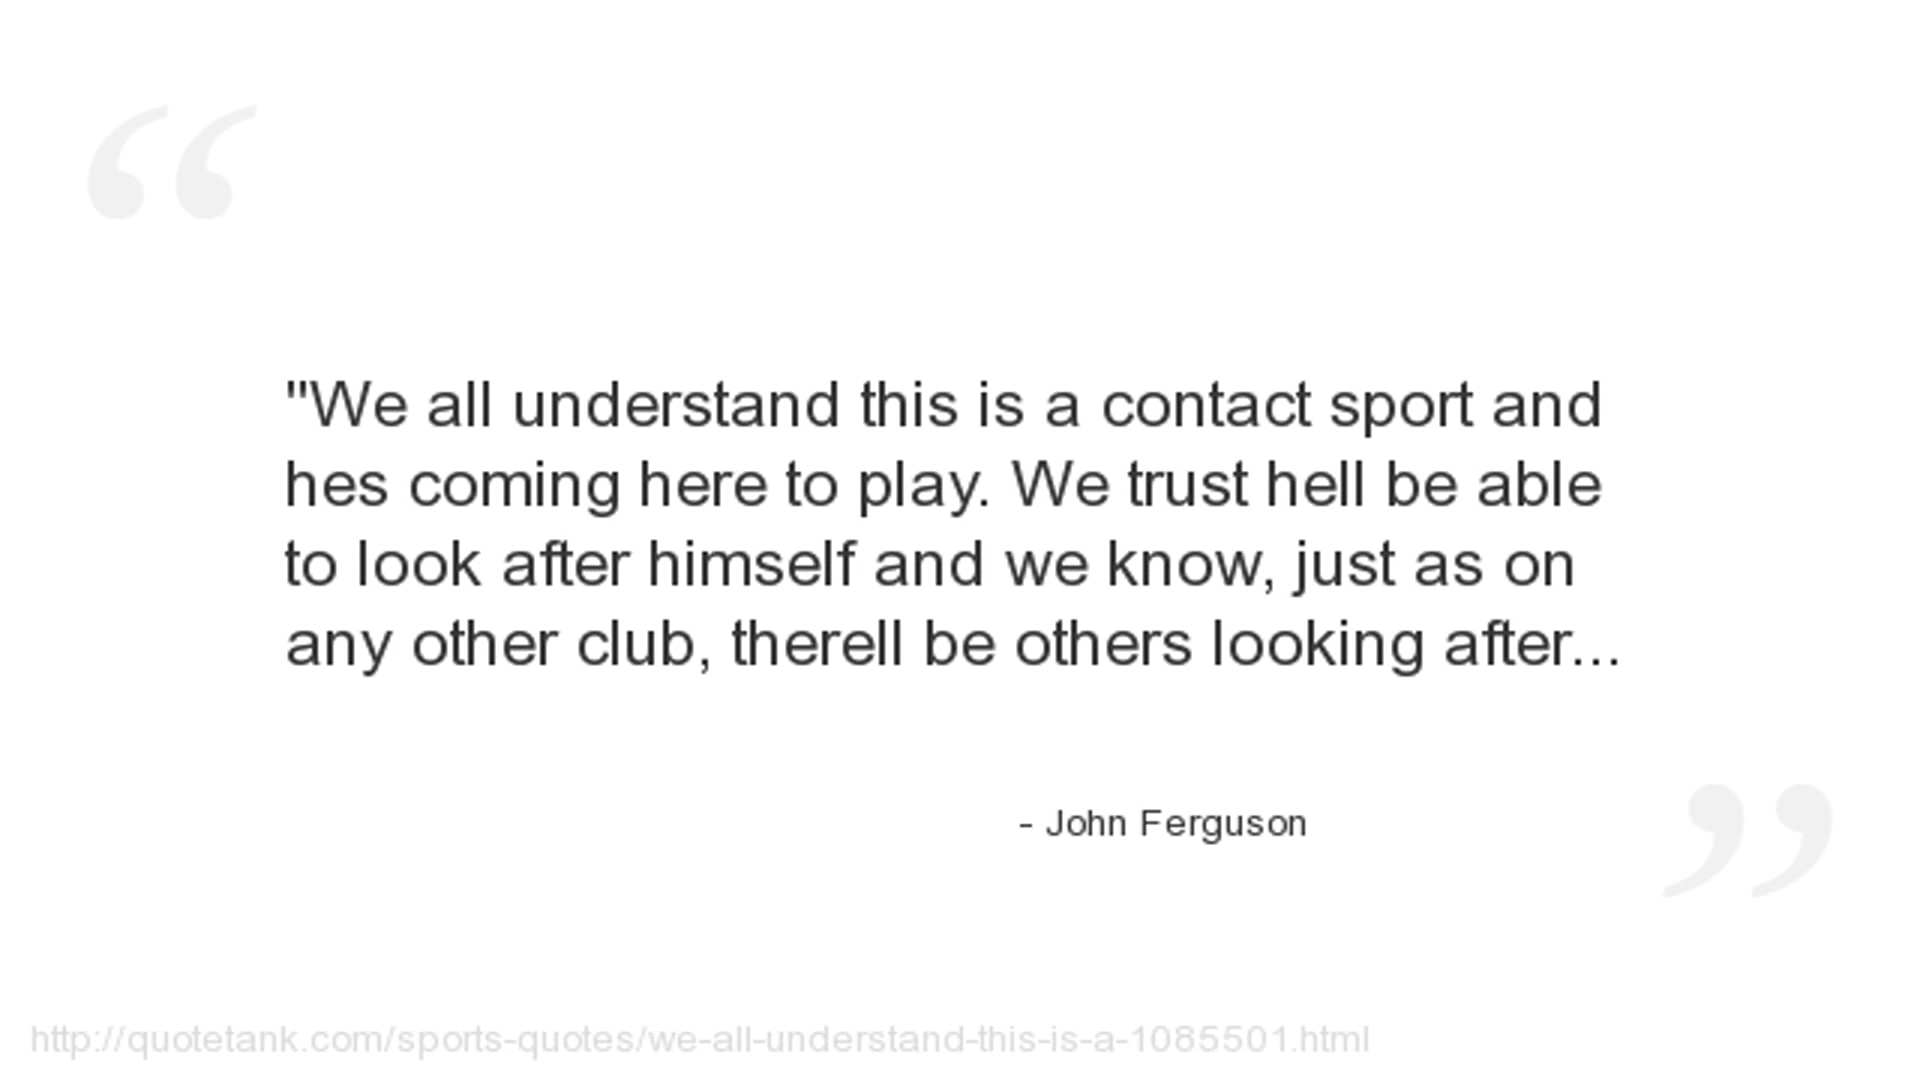 "We all understand this is a contact sport and
hes coming here to play. We trust hell be able
to look after himself and we know, just as on
any other club, therell be others looking after...
- John Ferguson
http://quotetank.com/sports-quotes/we-all-understand-this-is-a-1085501.html